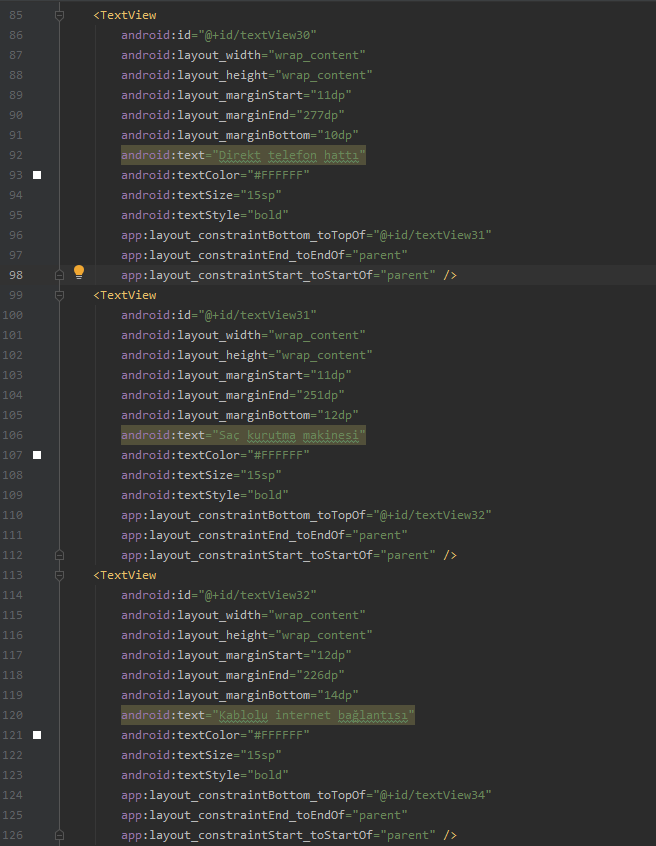 85 <TextView
86 android:id="@+id/textView30"
87 android:layout_width="wrap_content"
88 android:layout_height="wrap_content"
89 android:layout_marginStart="11dp"
90 android:layout_marginEnd="277dp"
91 android:layout_marginBottom="10dp"
92 android:text="Direkt telefon hattı"
93 android:textColor="#FFFFFF"
94 android:textSize="15sp"
95 android:textStyle="bold"
96 app:layout_constraintBottom_toTopOf="@+id/textView31"
97 app:layout_constraintEnd_toEndOf="parent"
98 app:layout_constraintStart_toStartOf="parent" />
99 <TextView
100 android:id="@+id/textView31"
101 android:layout_width="wrap_content"
102 android:layout_height="wrap_content"
103 android:layout_marginStart="11dp"
104 android:layout_marginEnd="251dp"
105 android:layout_marginBottom="12dp"
106 android:text="Saç kurutma makinesi"
107 android:textColor="#FFFFFF"
108 android:textSize="15sp"
109 android:textStyle="bold"
110 app:layout_constraintBottom_toTopOf="@+id/textView32"
111 app:layout_constraintEnd_toEndOf="parent"
112 app:layout_constraintStart_toStartOf="parent" />
113 <TextView
114 android:id="@+id/textView32"
115 android:layout_width="wrap_content"
116 android:layout_height="wrap_content"
117 android:layout_marginStart="12dp"
118 android:layout_marginEnd="226dp"
119 android:layout_marginBottom="14dp"
120 android:text="Kablolu internet bağlantısı"
121 android:textColor="#FFFFFF"
122 android:textSize="15sp"
123 android:textStyle="bold"
124 app:layout_constraintBottom_toTopOf="@+id/textView34"
125 app:layout_constraintEnd_toEndOf="parent"
126 app:layout_constraintStart_toStartOf="parent" />